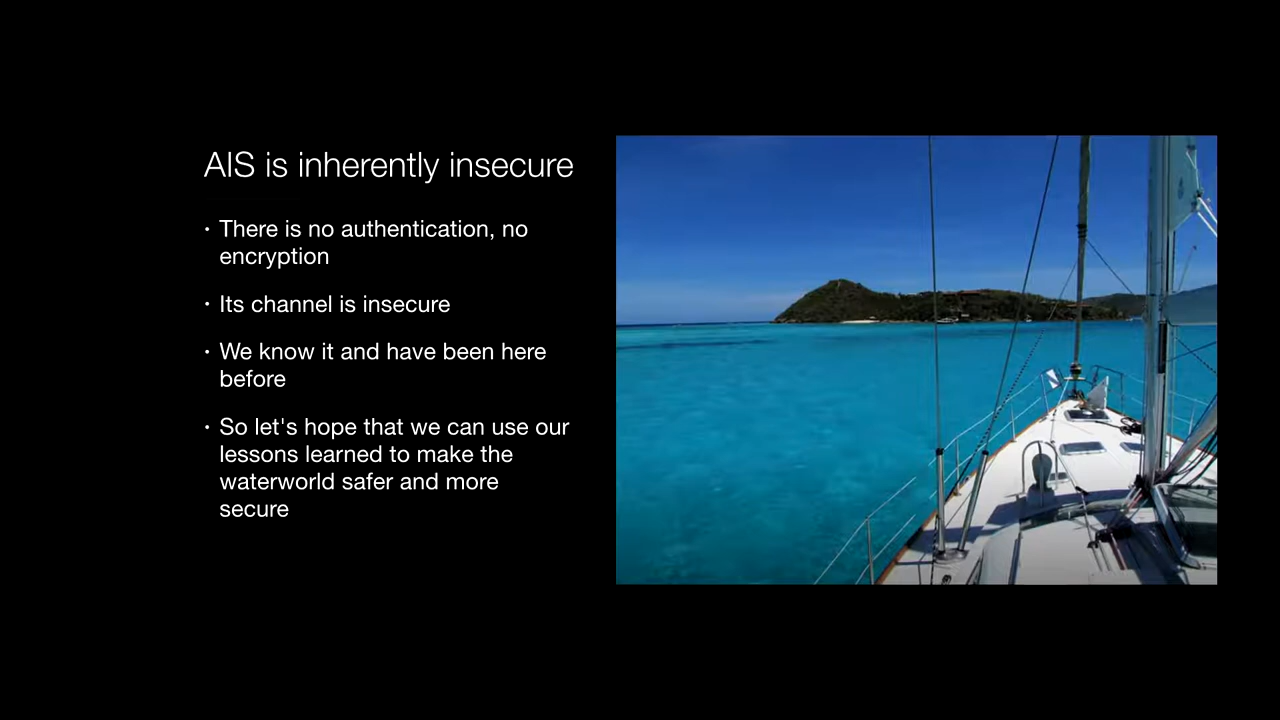 AIS is inherently insecure
· There is no authentication, no
encryption
· Its channel is insecure
· We know it and have been here
before
· So let's hope that we can use our
lessons learned to make the
waterworld safer and more
secure